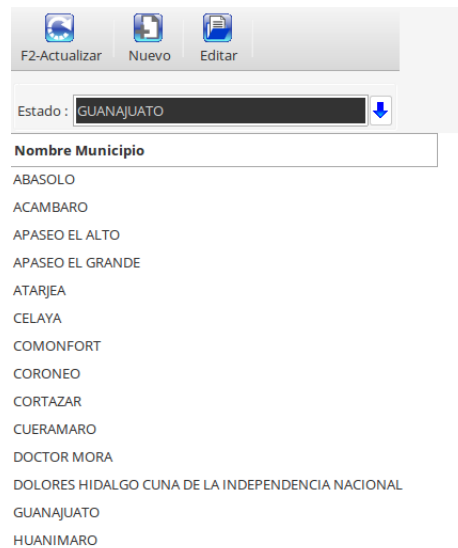 F2-Actualizar Nuevo Editar
Estado : GUANAJUATO
Nombre Municipio
ABASOLO
ACAMBARO
APASEO EL ALTO
APASEO EL GRANDE
ATARJEA
CELAYA
COMONFORT
CORONEO
CORTAZAR
CUERAMARO
DOCTOR MORA
DOLORES HIDALGO CUNA DE LA INDEPENDENCIA NACIONAL
GUANAJUATO
HUANIMARO